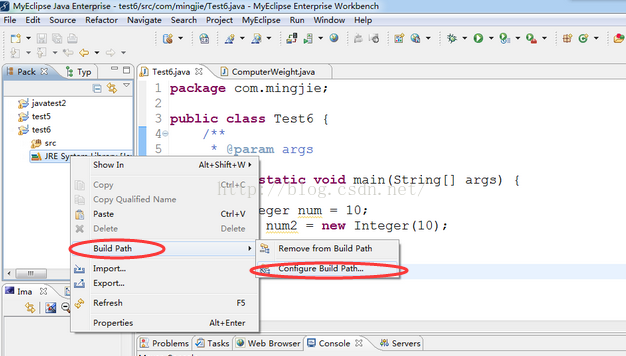 MyEclipse Java Enterprise - test6/src/com/mingjie/Test6.java - MyEclipse Enterprise Workbench
File Edit Source Refactor Navigate Search Project MyEclipse Run Window Help
Pack Typ
javatest2
test5
test6
src
JRE System Library
Test6.java ComputerWeight.java
1 package com.mingjie;
2
3 public class Test6 {
4 /**
5 * @param args
static void main(String[] args) {
http://blog.csdn.net/
num = 10;
num2 = new Integer(10);
Show In Alt+Shift+W
Copy Ctrl+C
Copy Qualified Name
Paste Ctrl+V
Delete Delete
Build Path
Remove from Build Path
Configure Build Path...
Import...
Export...
Refresh F5
Properties Alt+Enter
Ima
Problems Tasks Web Browser Console Servers